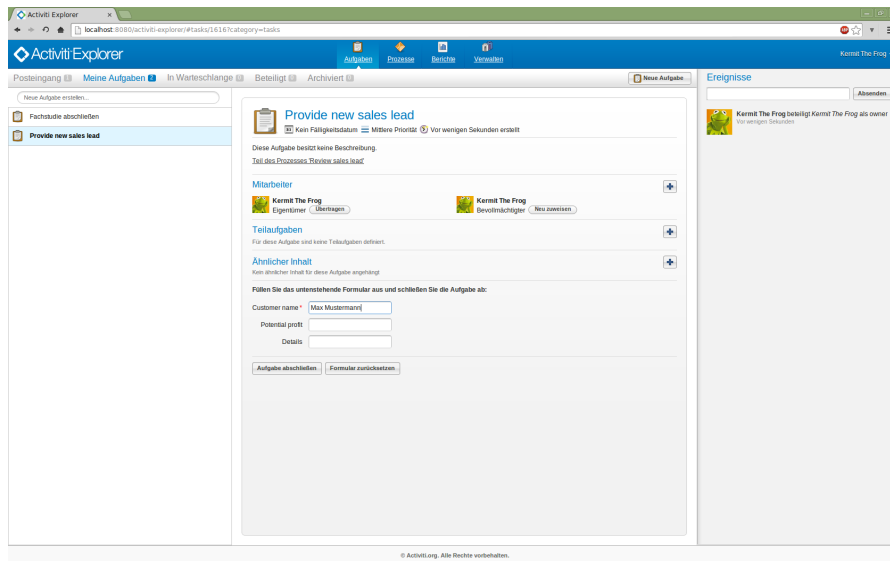 Activiti Explorer
localhost:8080/activiti-explorer/#tasks/1616?category=tasks
Activiti Explorer
Aufgaben Prozesse Berichte Verwalten
Kermit The Frog
Posteingang Meine Aufgaben 2 In Warteschlange Beteiligt Archiviert
Neue Aufgabe
Ereignisse
Neue Aufgabe erstellen...
Absenden
Fachstudie abschließen
Provide new sales lead
Provide new sales lead
Kein Fälligkeitsdatum Mittlere Priorität Vor wenigen Sekunden erstellt
Kermit The Frog beteiligt Kermit The Frog als owner
Vor wenigen Sekunden
Diese Aufgabe besitzt keine Beschreibung.
Teil des Prozesses 'Review sales lead'
Mitarbeiter
Kermit The Frog
Eigentümer Übertragen
Kermit The Frog
Bevollmächtigter Neu zuweisen
Teilaufgaben
Für diese Aufgabe sind keine Teilaufgaben definiert.
Ähnlicher Inhalt
Kein ähnlicher Inhalt für diese Aufgabe angehängt
Füllen Sie das untenstehende Formular aus und schließen Sie die Aufgabe ab:
Customer name * Max Mustermann
Potential profit
Details
Aufgabe abschließen Formular zurücksetzen
© Activiti.org. Alle Rechte vorbehalten.